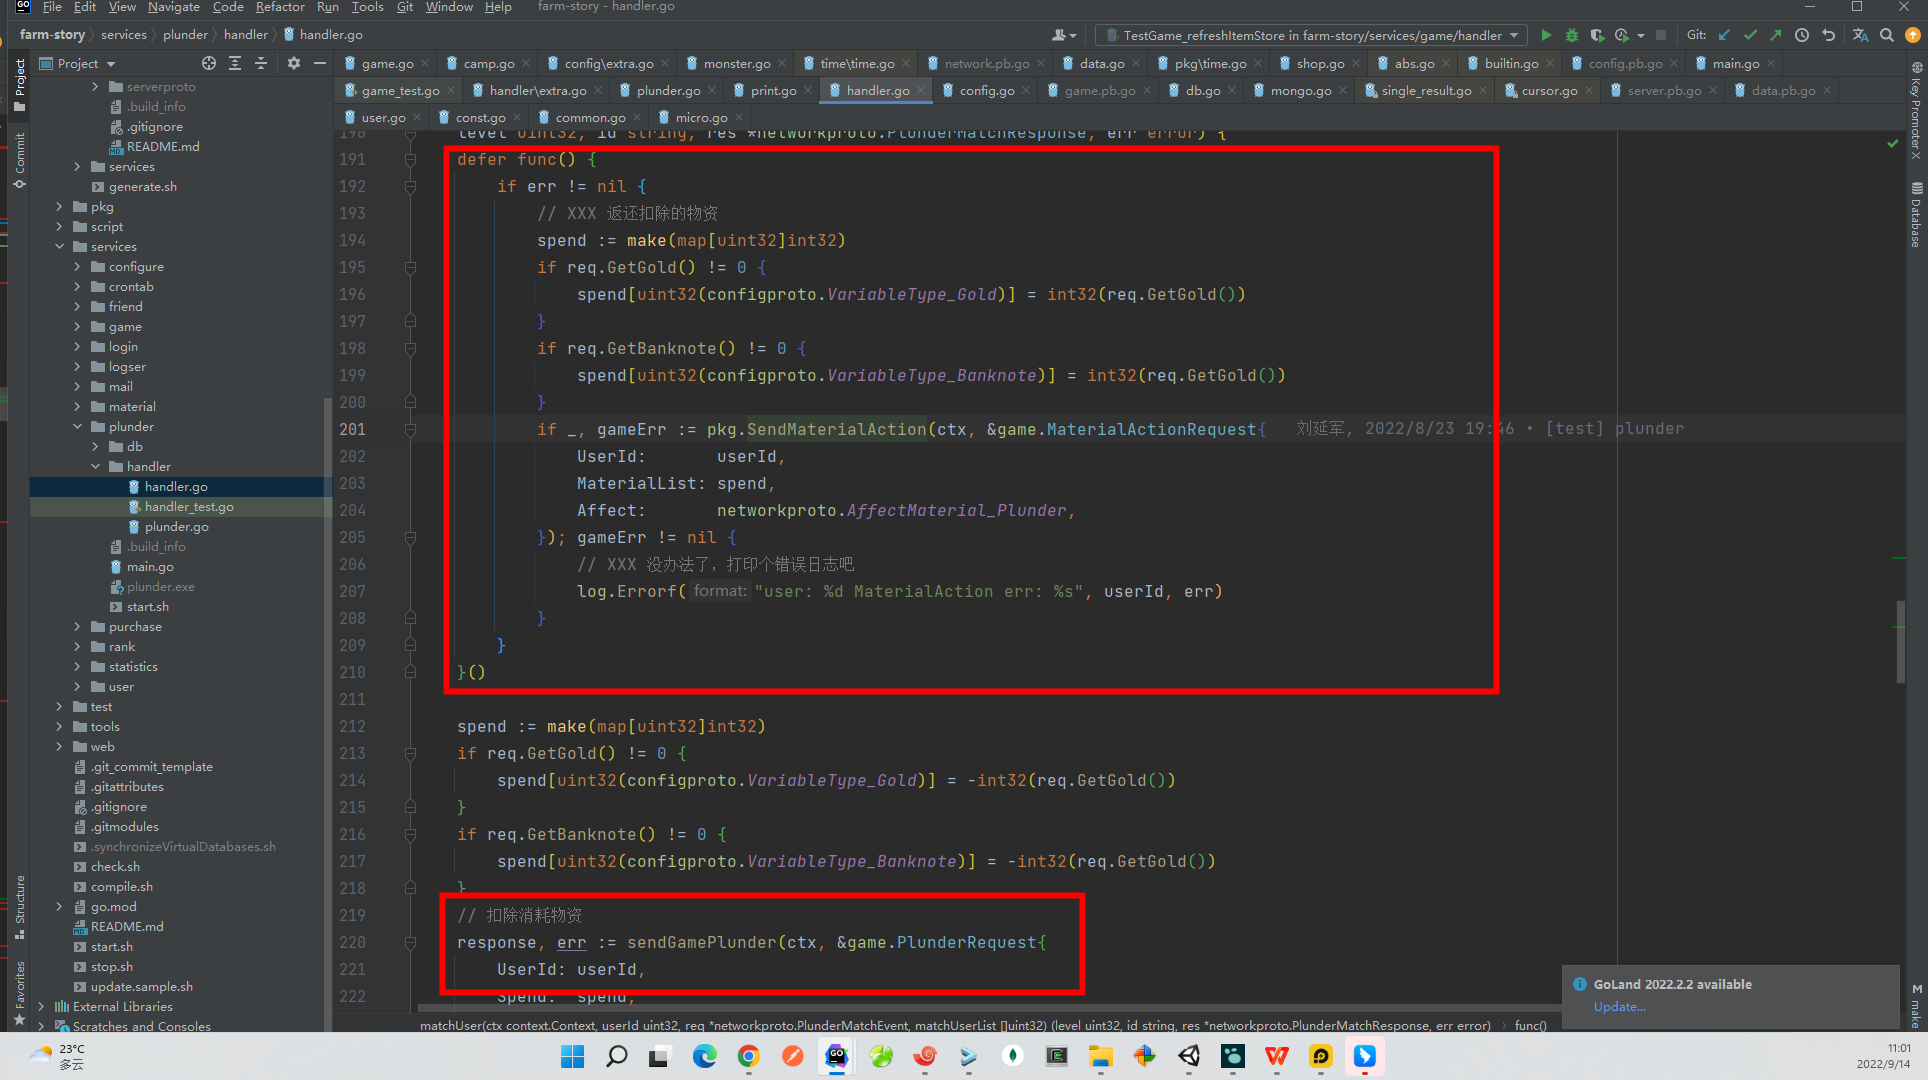 File Edit View Navigate Code Refactor Run Tools Git Window Help farm-story - handler.go
farm-story services plunder handler handler.go
TestGame_refreshItemStore in farm-story/services/game/handler Git:
Project
game.go camp.go config\extra.go monster.go time\time.go network.pb.go data.go pkg\time.go shop.go abs.go builtin.go config.pb.go main.go
game_test.go handler\extra.go plunder.go print.go handler.go config.go game.pb.go db.go mongo.go single_result.go cursor.go server.pb.go data.pb.go
user.go const.go common.go micro.go
Project
Commit
Structure
Favorites
serverproto
.build_info
.gitignore
README.md
services
generate.sh
pkg
script
services
configure
crontab
friend
game
login
logser
mail
material
plunder
db
handler
handler.go
handler_test.go
plunder.go
.build_info
main.go
plunder.exe
start.sh
purchase
rank
statistics
user
test
tools
web
.git_commit_template
.gitattributes
.gitignore
.gitmodules
.synchronizeVirtualDatabases.sh
check.sh
compile.sh
go.mod
README.md
start.sh
stop.sh
update.sample.sh
External Libraries
Scratches and Consoles
190 level uint32, id string, res *networkproto.PlunderMatchResponse, err error) {
191 defer func() {
192 if err != nil {
193 // XXX 返还扣除的物资
194 spend := make(map[uint32]int32)
195 if req.GetGold() != 0 {
196 spend[uint32(configproto.VariableType_Gold)] = int32(req.GetGold())
197 }
198 if req.GetBanknote() != 0 {
199 spend[uint32(configproto.VariableType_Banknote)] = int32(req.GetGold())
200 }
201 if _, gameErr := pkg.SendMaterialAction(ctx, &game.MaterialActionRequest{ 刘延军, 2022/8/23 19:46 • [test] plunder
202 UserId: userId,
203 MaterialList: spend,
204 Affect: networkproto.AffectMaterial_Plunder,
205 }); gameErr != nil {
206 // XXX 没办法了，打印个错误日志吧
207 log.Errorf( format: "user: %d MaterialAction err: %s", userId, err)
208 }
209 }
210 }()
211
212 spend := make(map[uint32]int32)
213 if req.GetGold() != 0 {
214 spend[uint32(configproto.VariableType_Gold)] = -int32(req.GetGold())
215 }
216 if req.GetBanknote() != 0 {
217 spend[uint32(configproto.VariableType_Banknote)] = -int32(req.GetGold())
218 }
219 // 扣除消耗物资
220 response, err := sendGamePlunder(ctx, &game.PlunderRequest{
221 UserId: userId,
222 Spend: spend,
matchUser(ctx context.Context, userId uint32, req *networkproto.PlunderMatchEvent, matchUserList []uint32) (level uint32, id string, res *networkproto.PlunderMatchResponse, err error) func()
Key Promoter X
Database
make
GoLand 2022.2.2 available
Update...
23°C
多云
11:01
2022/9/14